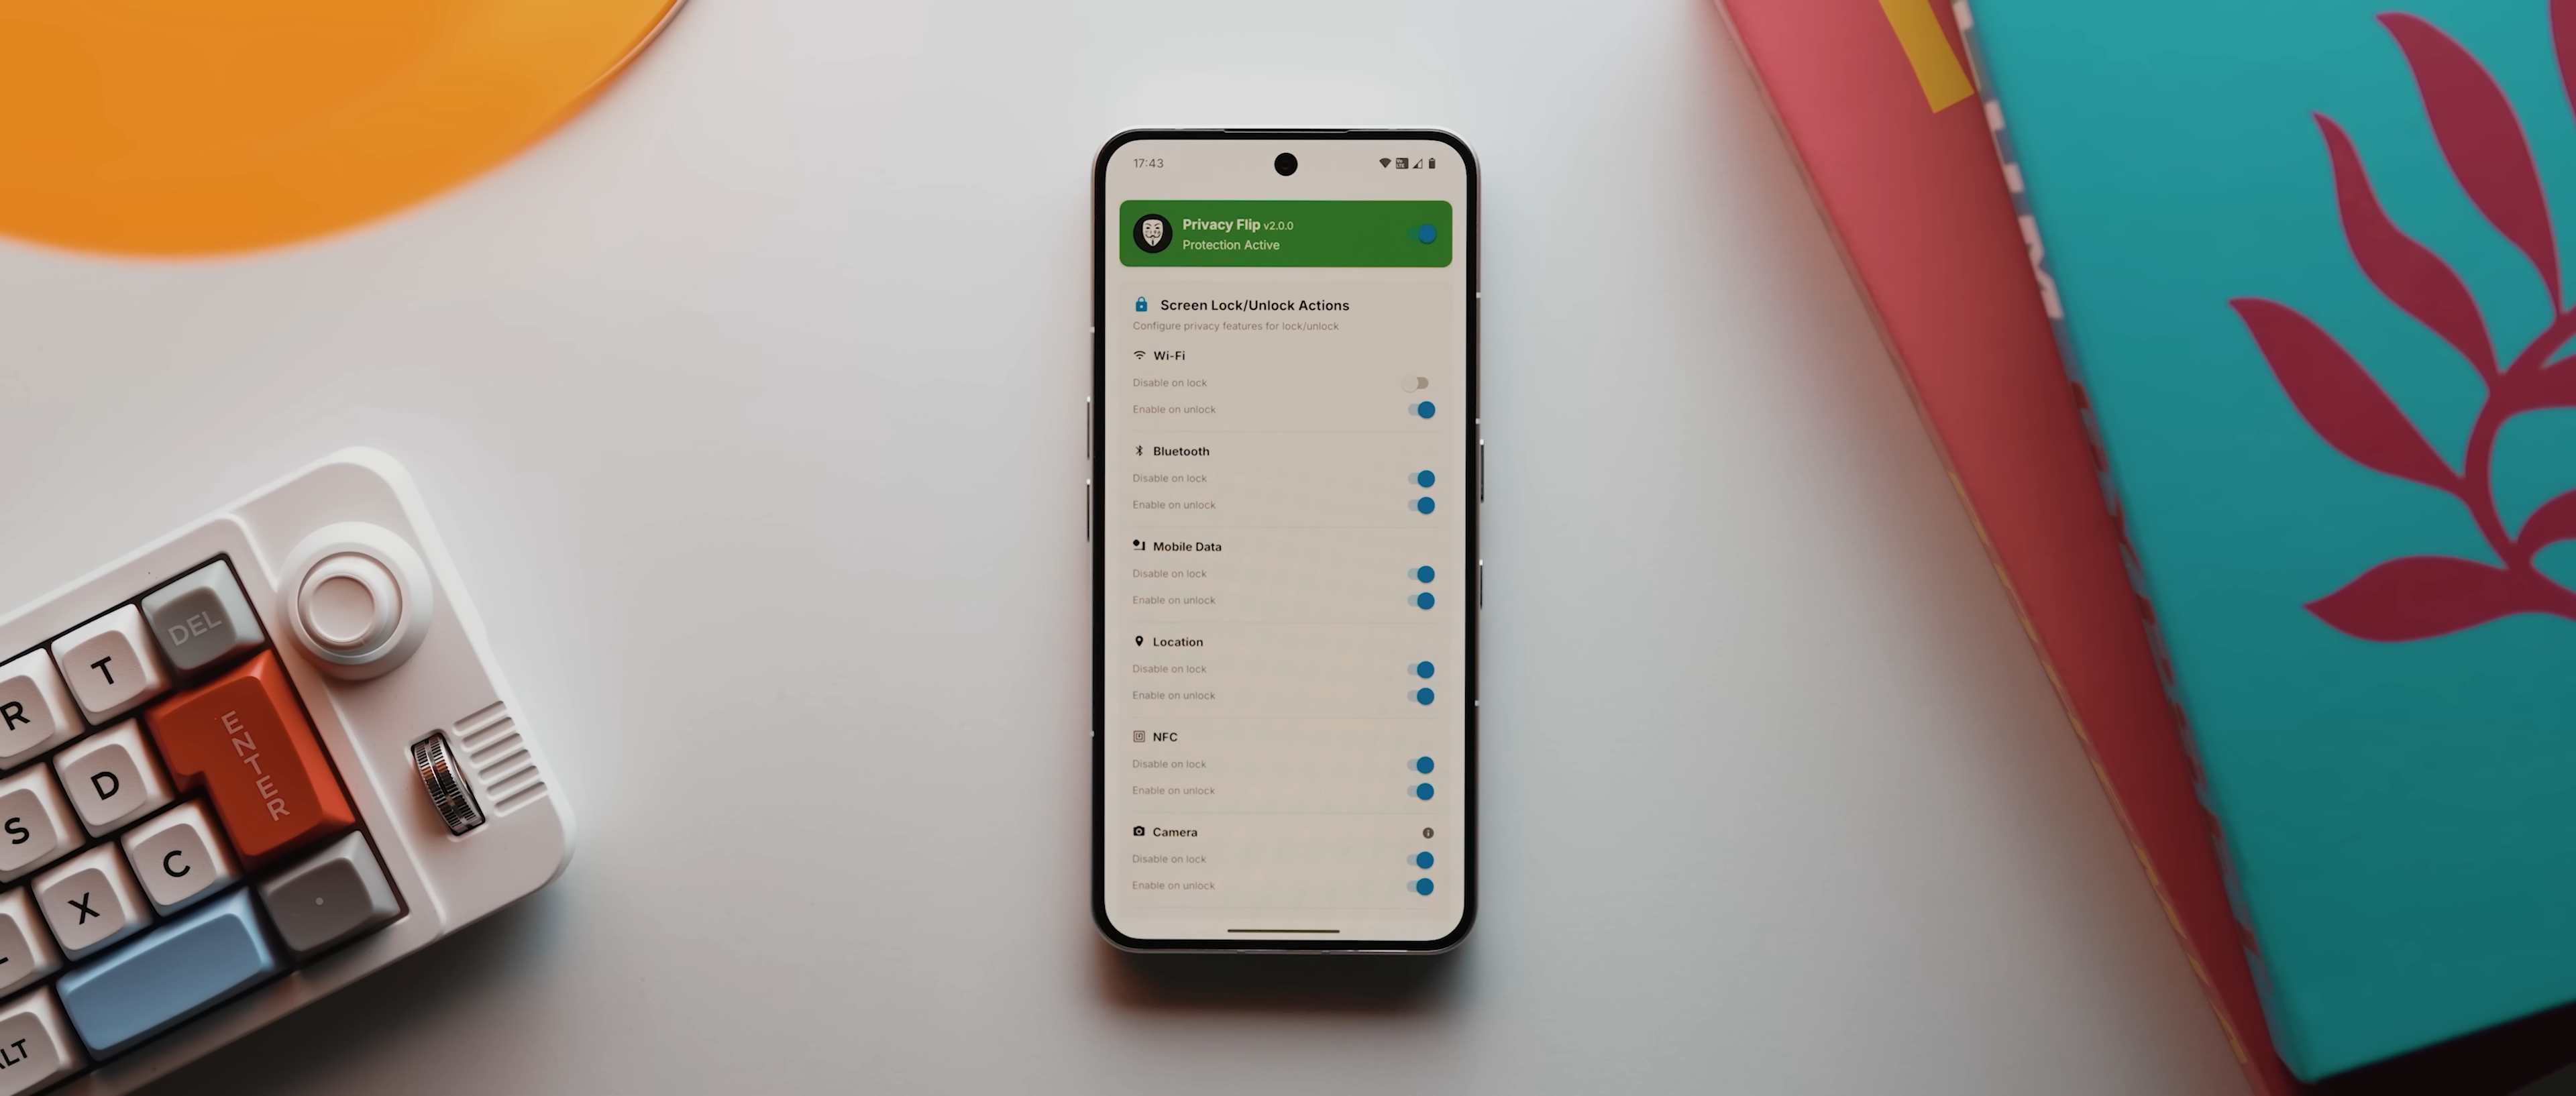 17:43
Privacy Flip v2.0.0
Protection Active
Screen Lock/Unlock Actions
Configure privacy features for lock/unlock
Wi-Fi
Disable on lock
Enable on unlock
Bluetooth
Disable on lock
Enable on unlock
Mobile Data
Disable on lock
Enable on unlock
Location
Disable on lock
Enable on unlock
NFC
Disable on lock
Enable on unlock
Camera
Disable on lock
Enable on unlock
R T DEL
S D ENTER
X C .
LT